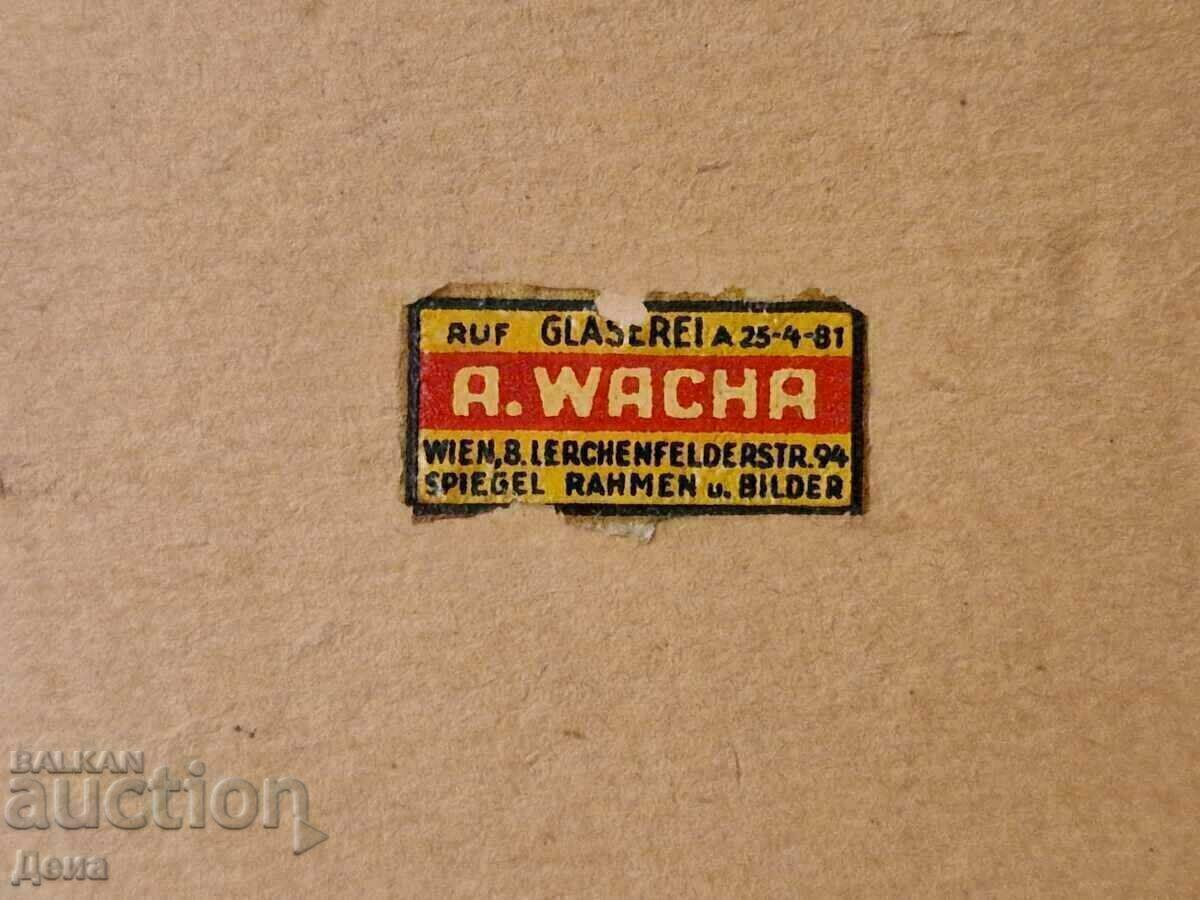 RUF GLASEREI A 25-4-81
A. WACHA
WIEN, 8. LERCHENFELDERSTR. 94
SPIEGEL RAHMEN u. BILDER
BALKAN
auction
Деиа